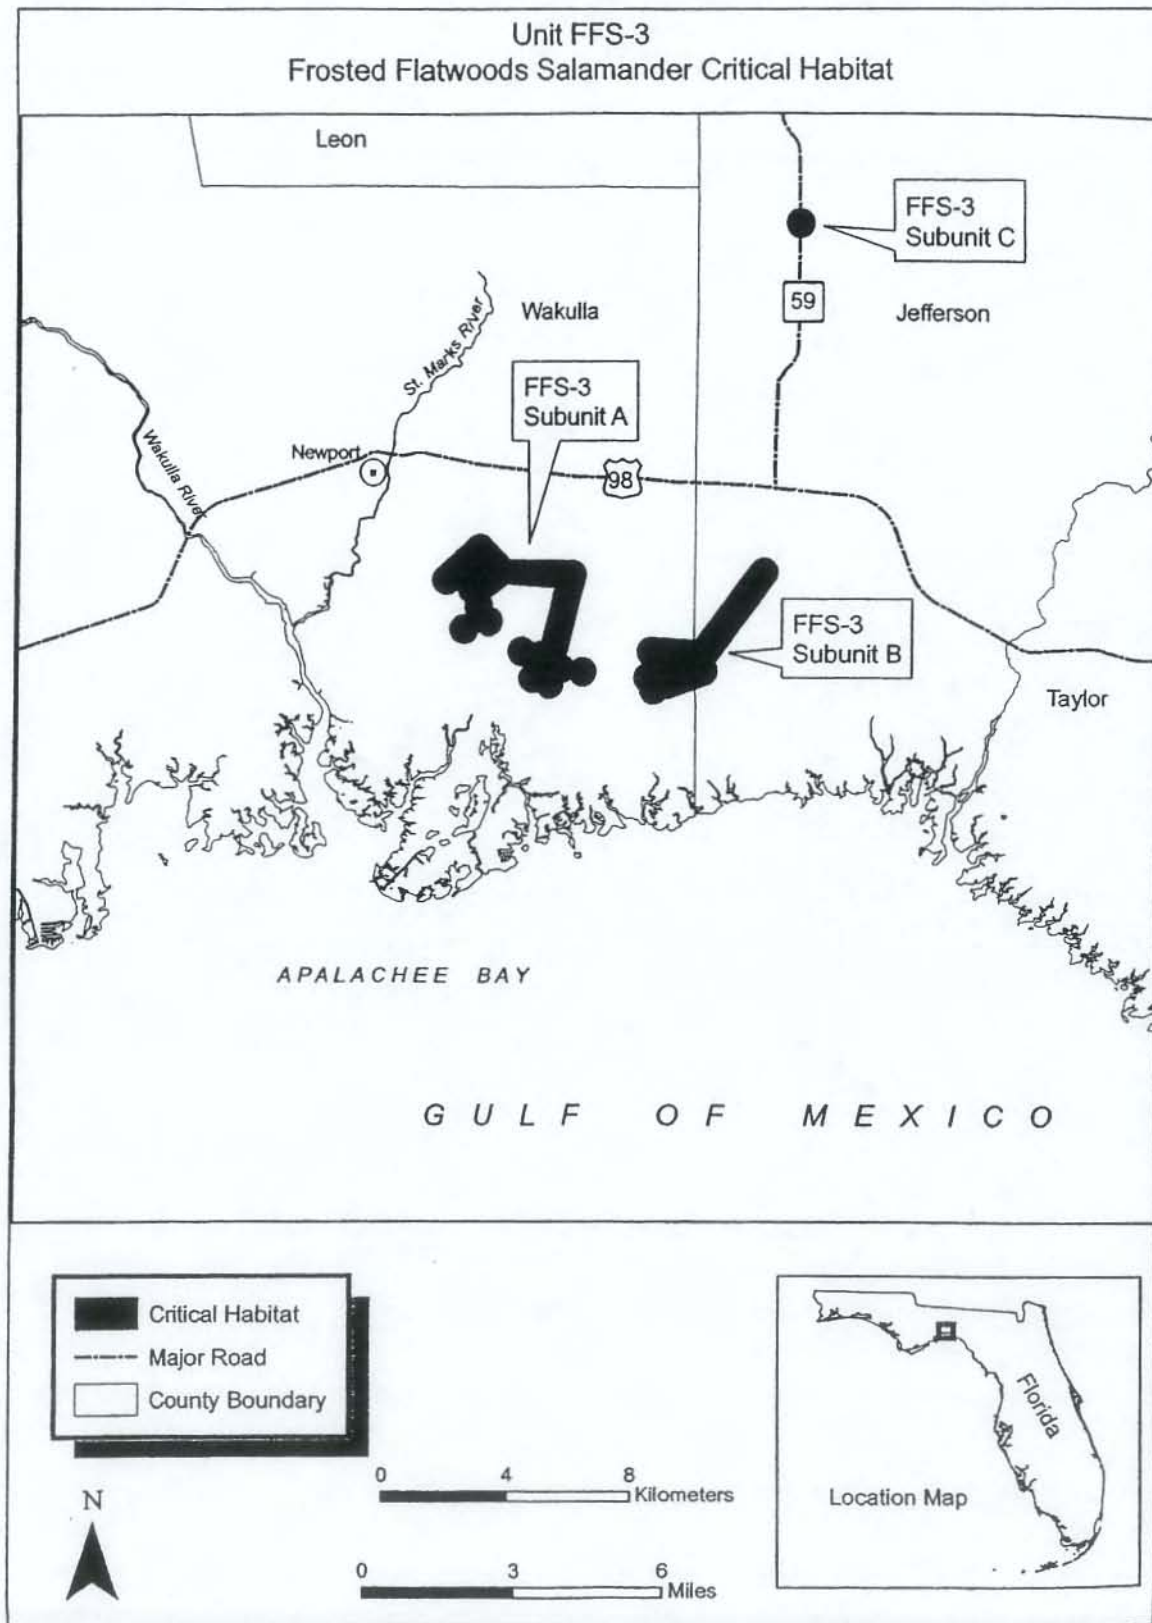 Unit FFS-3
Frosted Flatwoods Salamander Critical Habitat
Leon
FFS-3
Subunit C
59
Jefferson
Wakulla
St. Marks River
FFS-3
Subunit A
Newport
Wakulla River
98
FFS-3
Subunit B
Taylor
APALACHEE BAY
GULF OF MEXICO
Critical Habitat
Major Road
County Boundary
N
0 4 8
Kilometers
0 3 6
Miles
Florida
Location Map